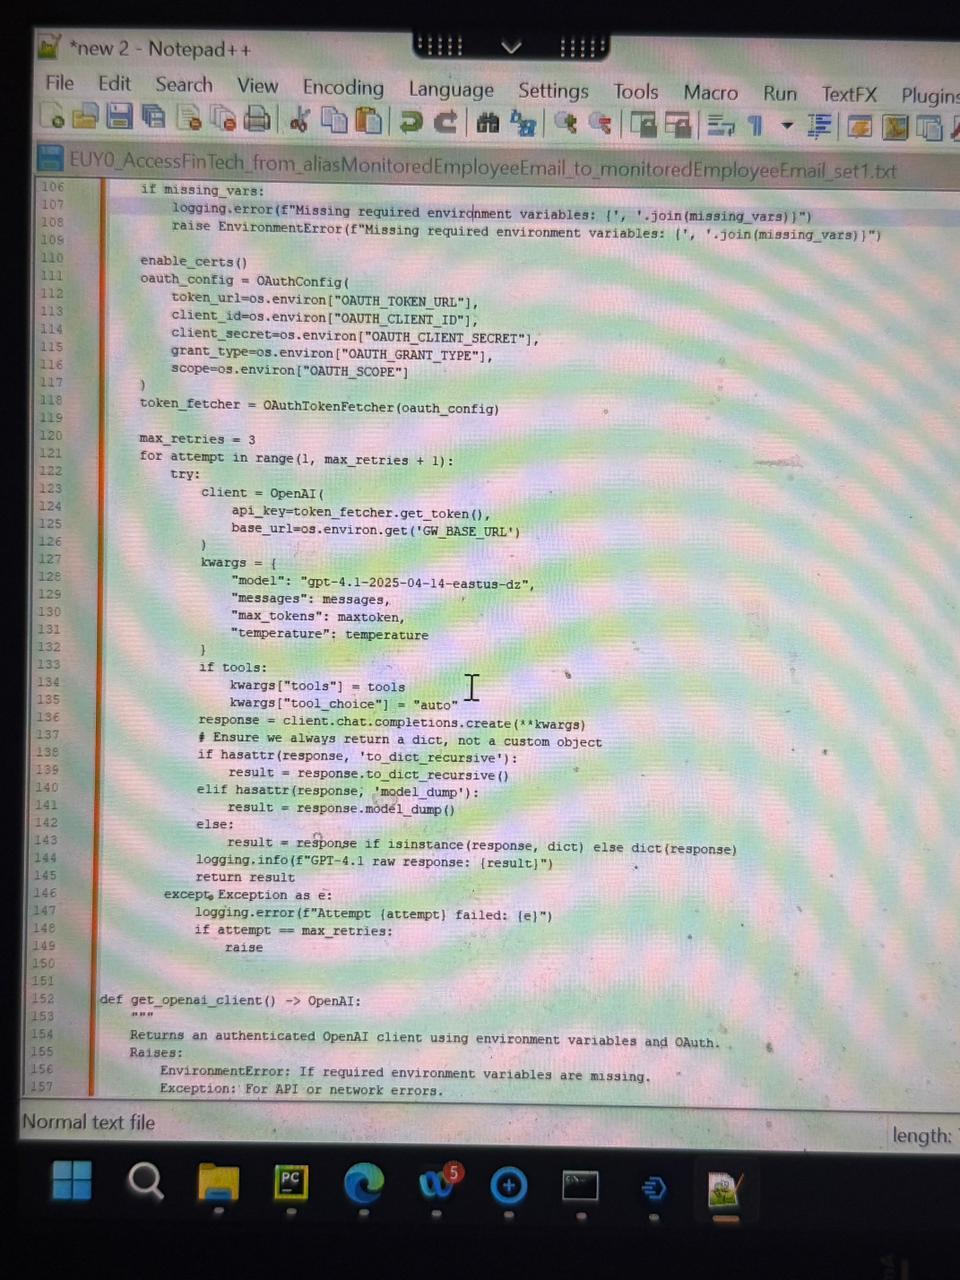 *new 2 - Notepad++
File Edit Search View Encoding Language Settings Tools Macro Run TextFX Plugins
EUY0_AccessFinTech_from_aliasMonitoredEmployeeEmail_to_monitoredEmployeeEmail_set1.txt
106 if missing_vars:
107 logging.error(f"Missing required environment variables: {', '.join(missing_vars)}")
108 raise EnvironmentError(f"Missing required environment variables: {', '.join(missing_vars)}")
109
110 enable_certs()
111 oauth_config = OAuthConfig(
112 token_url=os.environ["OAUTH_TOKEN_URL"],
113 client_id=os.environ["OAUTH_CLIENT_ID"],
114 client_secret=os.environ["OAUTH_CLIENT_SECRET"],
115 grant_type=os.environ["OAUTH_GRANT_TYPE"],
116 scope=os.environ["OAUTH_SCOPE"]
117 )
118 token_fetcher = OAuthTokenFetcher(oauth_config)
119
120 max_retries = 3
121 for attempt in range(1, max_retries + 1):
122 try:
123 client = OpenAI(
124 api_key=token_fetcher.get_token(),
125 base_url=os.environ.get('GW_BASE_URL')
126 )
127 kwargs = {
128 "model": "gpt-4.1-2025-04-14-eastus-dz",
129 "messages": messages,
130 "max_tokens": maxtoken,
131 "temperature": temperature
132 }
133 if tools:
134 kwargs["tools"] = tools
135 kwargs["tool_choice"] = "auto"
136 response = client.chat.completions.create(**kwargs)
137 # Ensure we always return a dict, not a custom object
138 if hasattr(response, 'to_dict_recursive'):
139 result = response.to_dict_recursive()
140 elif hasattr(response, 'model_dump'):
141 result = response.model_dump()
142 else:
143 result = response if isinstance(response, dict) else dict(response)
144 logging.info(f"GPT-4.1 raw response: {result}")
145 return result
146 except Exception as e:
147 logging.error(f"Attempt {attempt} failed: {e}")
148 if attempt == max_retries:
149 raise
150
151
152 def get_openai_client() -> OpenAI:
153 """
154 Returns an authenticated OpenAI client using environment variables and OAuth.
155 Raises:
156 EnvironmentError: If required environment variables are missing.
157 Exception: For API or network errors.
Normal text file length:
PC
5